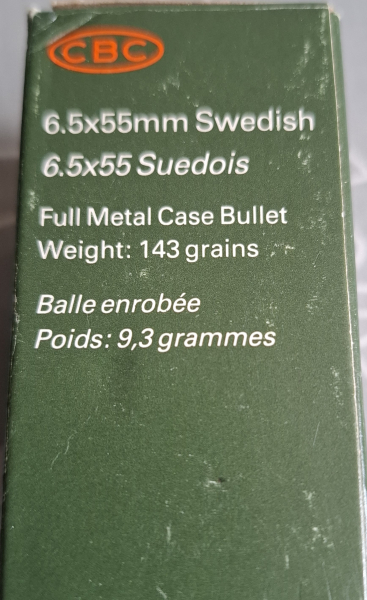 CBC
6.5x55mm Swedish
6.5x55 Suedois
Full Metal Case Bullet
Weight: 143 grains
Balle enrobée
Poids: 9,3 grammes